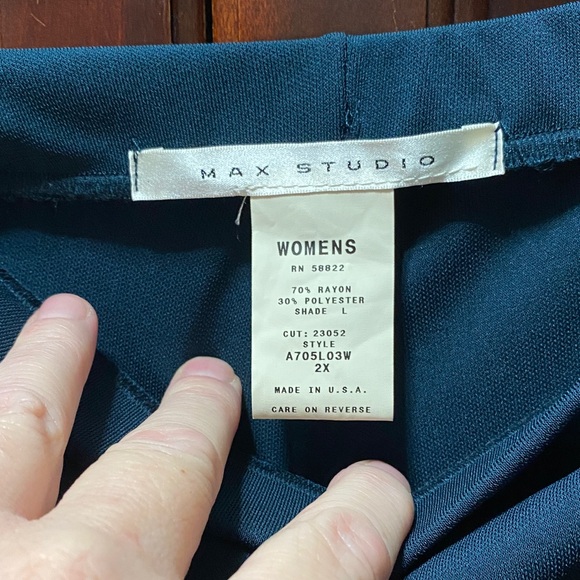 MAX STUDIO
WOMENS
RN 58822
70% RAYON
30% POLYESTER
SHADE L
CUT: 23052
STYLE
A705L03W
2X
MADE IN U.S.A.
CARE ON REVERSE